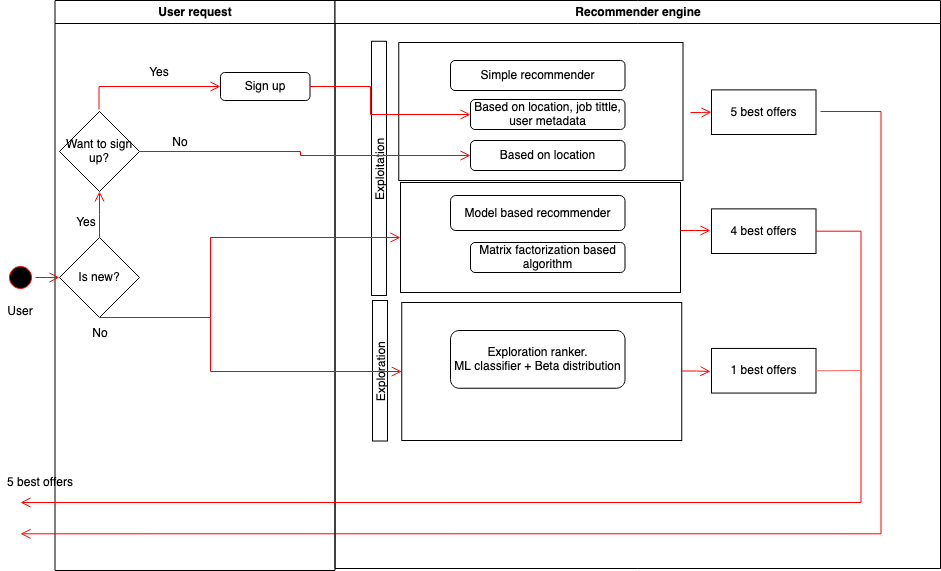 User request
Recommender engine
Yes
Sign up
Simple recommender
Based on location, job tittle,
user metadata
5 best offers
Want to sign
up?
No
Based on location
Exploitation
Yes
Model based recommender
4 best offers
Matrix factorization based
algorithm
Is new?
User
No
Exploration ranker.
ML classifier + Beta distribution
Exploration
1 best offers
5 best offers